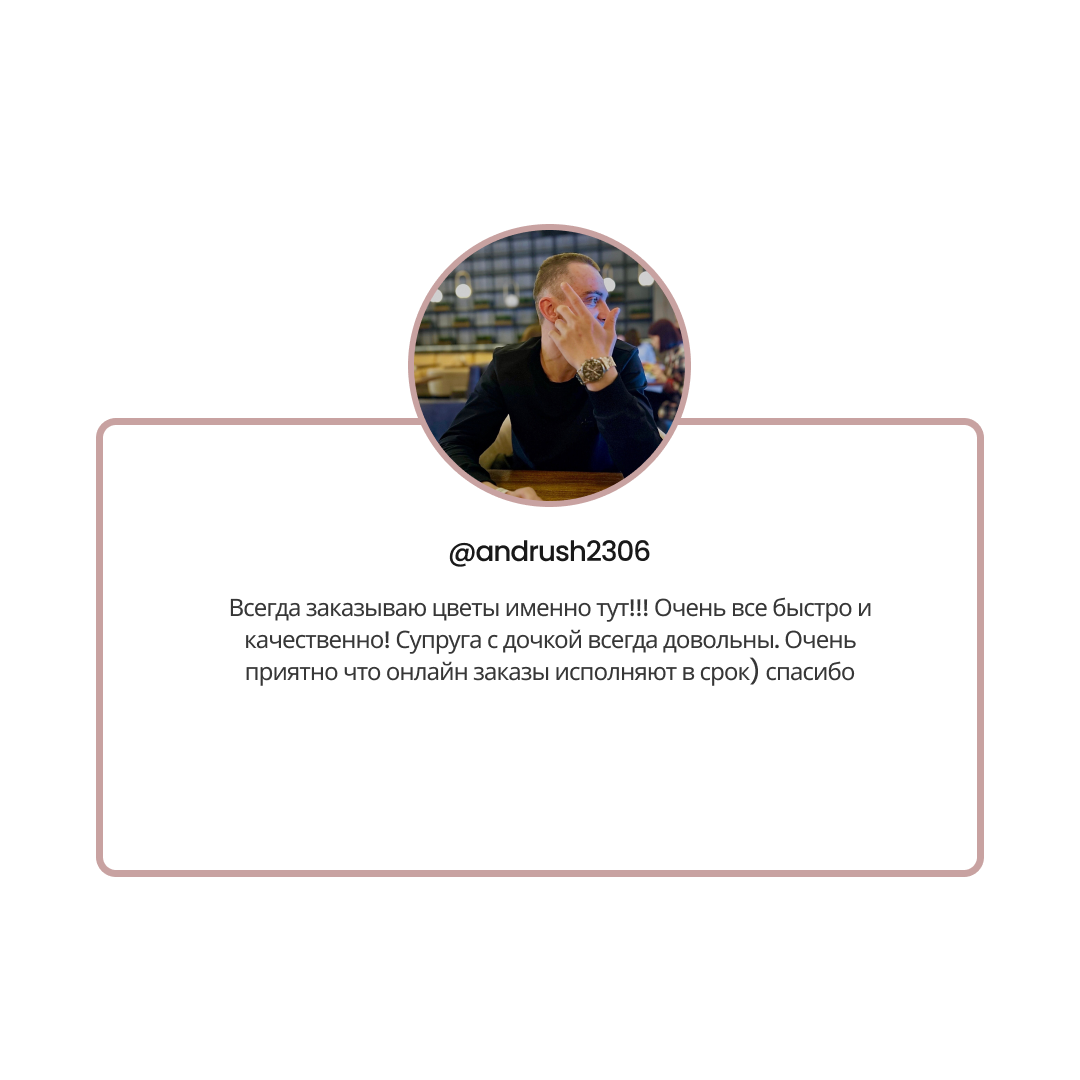 @andrush2306
Всегда заказываю цветы именно тут!!! Очень все быстро и
качественно! Супруга с дочкой всегда довольны. Очень
приятно что онлайн заказы исполняют в срок) спасибо